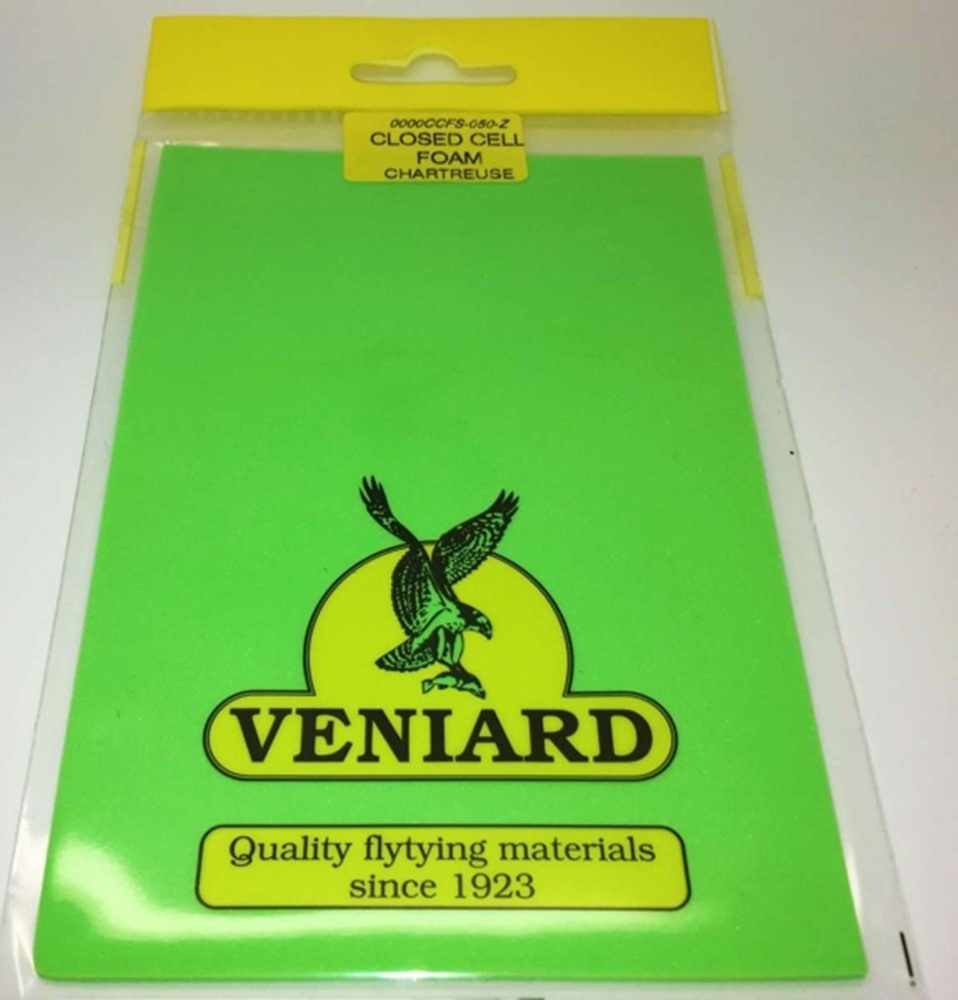 0000CCFS-050-Z
CLOSED CELL
FOAM
CHARTREUSE
VENIARD
Quality flytying materials
since 1923